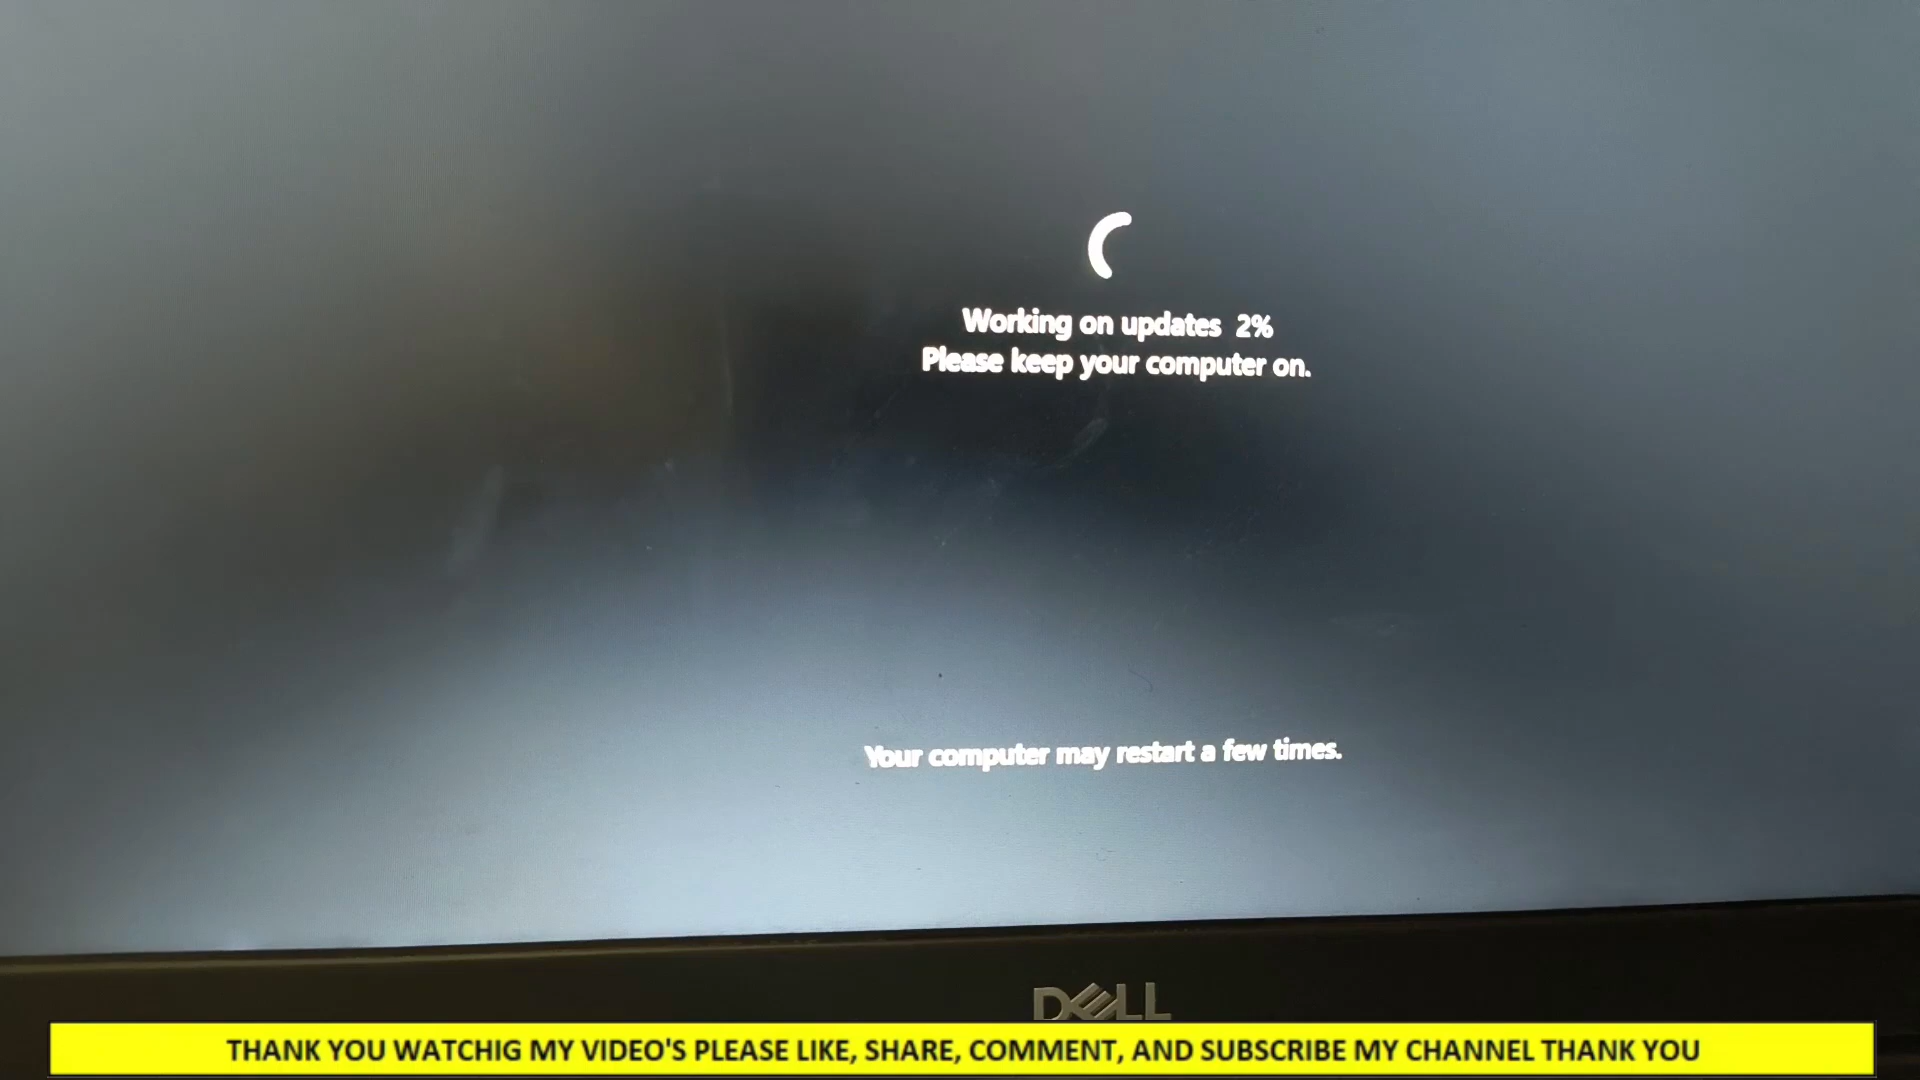 Working on updates 2%
Please keep your computer on.
Your computer may restart a few times.
DELL
THANK YOU WATCHIG MY VIDEO'S PLEASE LIKE, SHARE, COMMENT, AND SUBSCRIBE MY CHANNEL THANK YOU